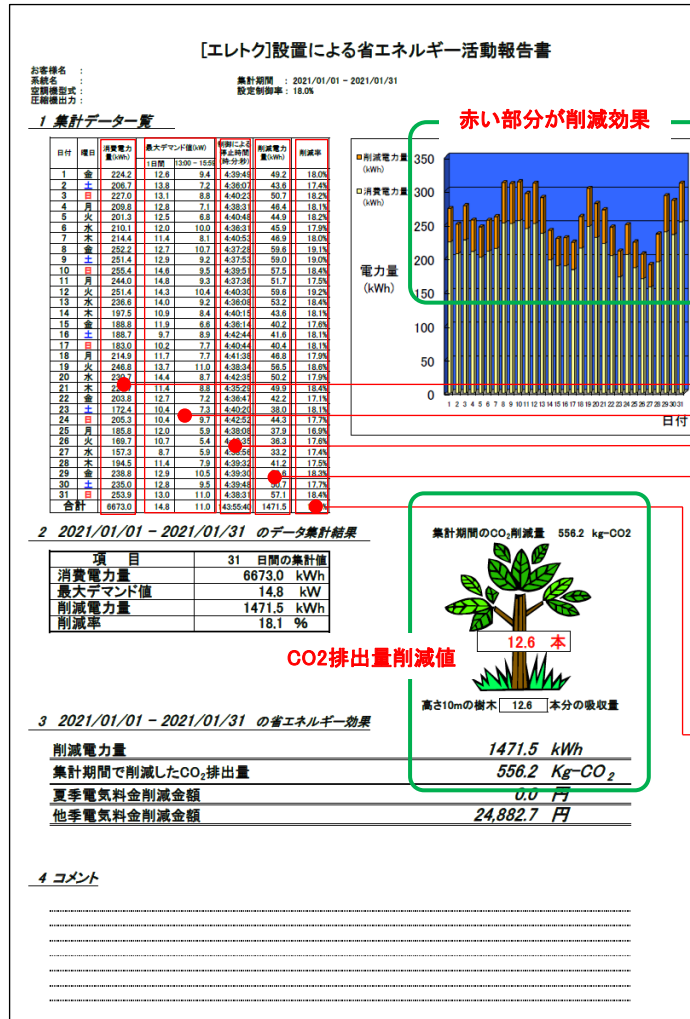 [エレトク]設置による省エネルギー活動報告書
お客様名 :
系統名 :
空調機型式 :
圧縮機出力 :
集計期間 : 2021/01/01 - 2021/01/31
設定制御率 : 18.0%
1 集計データ一覧
赤い部分が削減効果
日付 曜日 消費電力量(kWh) 最大デマンド値(kW) 1日間 13:00 - 15:59 制御による停止時間(時:分:秒) 削減電力量(kWh) 削減率
1 金 224.2 12.6 9.4 4:39:49 49.2 18.0%
2 土 206.7 13.8 7.2 4:36:07 43.6 17.4%
3 日 227.0 13.1 8.8 4:40:23 50.7 18.2%
4 月 209.8 12.8 7.1 4:38:31 46.4 18.1%
5 火 201.3 12.5 6.8 4:40:48 44.9 18.2%
6 水 210.1 12.0 10.0 4:36:31 45.9 17.9%
7 木 214.4 11.4 8.1 4:40:53 46.9 18.0%
8 金 252.2 12.7 10.7 4:37:28 59.6 19.1%
9 土 251.4 12.9 9.2 4:37:53 59.0 19.0%
10 日 255.4 14.6 9.5 4:39:51 57.5 18.4%
11 月 244.0 14.8 9.3 4:37:36 51.7 17.5%
12 火 251.4 14.3 10.4 4:40:30 59.6 19.2%
13 水 236.6 14.0 9.2 4:36:08 53.2 18.4%
14 木 197.5 10.9 8.4 4:40:15 43.6 18.1%
15 金 188.8 11.9 6.6 4:36:14 40.2 17.6%
16 土 188.7 9.7 8.9 4:42:44 41.6 18.1%
17 日 183.0 10.2 7.7 4:40:44 40.4 18.1%
18 月 214.9 11.7 7.7 4:41:38 46.8 17.9%
19 火 246.8 13.7 11.0 4:38:34 56.5 18.6%
20 水 14.4 8.7 4:42:35 50.2 17.9%
21 木 11.4 8.8 4:35:29 49.9 18.4%
22 金 203.8 12.7 7.2 4:36:47 42.2 17.1%
23 土 172.4 10.4 7.3 4:40:20 38.0 18.1%
24 日 205.3 10.4 9.7 4:42:52 44.3 17.7%
25 月 185.8 12.0 5.9 4:38:08 37.9 16.9%
26 火 169.7 10.7 5.4 36.3 17.6%
27 水 157.3 8.7 5.9 33.2 17.4%
28 木 194.5 11.4 7.9 4:39:32 41.2 17.5%
29 金 238.8 12.9 10.5 4:39:30 18.3%
30 土 235.0 12.8 9.5 4:39:48 50.7 17.7%
31 日 253.9 13.0 11.0 4:38:31 57.1 18.4%
合計 6673.0 14.8 11.0 143:55:40 1471.5
削減電力量(kWh)
消費電力量(kWh)
電力量(kWh)
350
300
250
200
150
100
50
0
1 2 3 4 5 6 7 8 9 10 11 12 13 14 15 16 17 18 19 20 21 22 23 24 25 26 27 28 29 30 31
日付
2 2021/01/01 - 2021/01/31 のデータ集計結果
項 目 31 日間の集計値
消費電力量 6673.0 kWh
最大デマンド値 14.8 kW
削減電力量 1471.5 kWh
削減率 18.1 %
集計期間のCO₂削減量 556.2 kg-CO2
12.6 本
CO2排出量削減値
高さ10mの樹木 12.6 本分の吸収量
3 2021/01/01 - 2021/01/31 の省エネルギー効果
削減電力量 1471.5 kWh
集計期間で削減したCO₂排出量 556.2 Kg-CO₂
夏季電気料金削減金額 0.0 円
他季電気料金削減金額 24,882.7 円
4 コメント